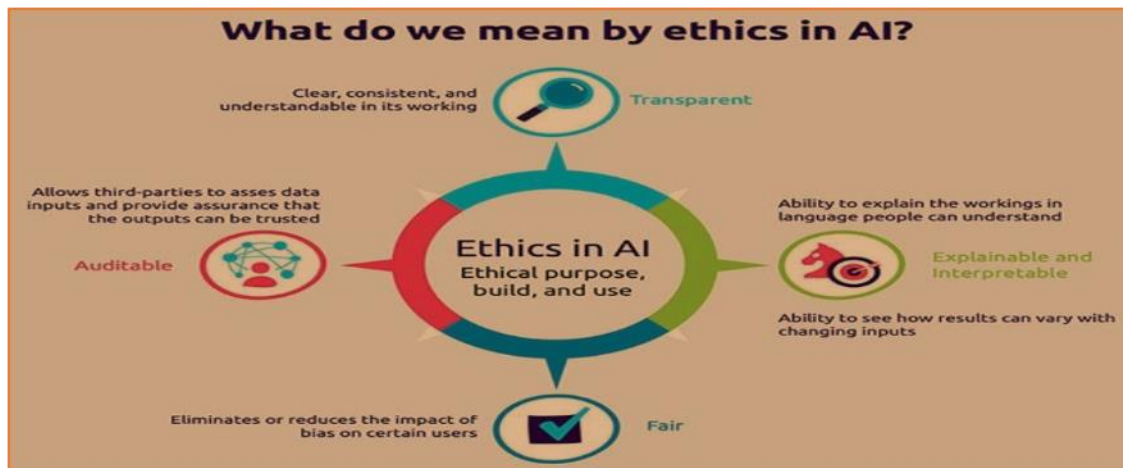 What do we mean by ethics in AI?
Clear, consistent, and
understandable in its working
Transparent
Allows third-parties to asses data
inputs and provide assurance that
the outputs can be trusted
Auditable
Ethics in AI
Ethical purpose,
build, and use
Ability to explain the workings in
language people can understand
Explainable and
Interpretable
Ability to see how results can vary with
changing inputs
Eliminates or reduces the impact of
bias on certain users
Fair